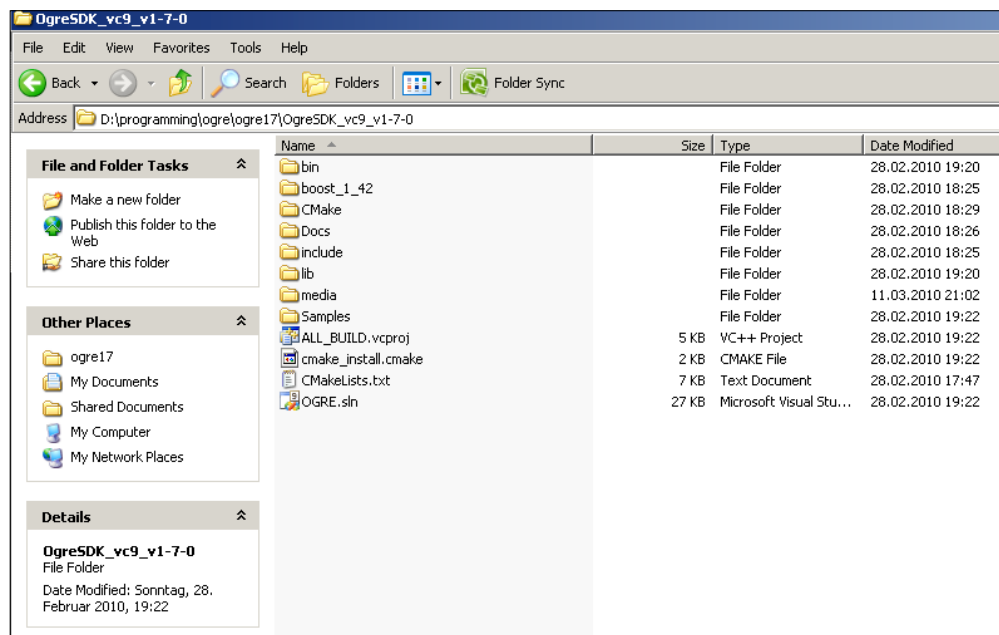 OgreSDK_vc9_v1-7-0
File Edit View Favorites Tools Help
Back Search Folders Folder Sync
Address D:\programming\ogre\ogre17\OgreSDK_vc9_v1-7-0
Name Size Type Date Modified
bin File Folder 28.02.2010 19:20
boost_1_42 File Folder 28.02.2010 18:25
CMake File Folder 28.02.2010 18:29
Docs File Folder 28.02.2010 18:26
include File Folder 28.02.2010 18:25
lib File Folder 28.02.2010 19:20
media File Folder 11.03.2010 21:02
Samples File Folder 28.02.2010 19:22
ALL_BUILD.vcproj 5 KB VC++ Project 28.02.2010 19:22
cmake_install.cmake 2 KB CMAKE File 28.02.2010 19:22
CMakeLists.txt 7 KB Text Document 28.02.2010 17:47
OGRE.sln 27 KB Microsoft Visual Stu... 28.02.2010 19:22
File and Folder Tasks
Make a new folder
Publish this folder to the
Web
Share this folder
Other Places
ogre17
My Documents
Shared Documents
My Computer
My Network Places
Details
OgreSDK_vc9_v1-7-0
File Folder
Date Modified: Sonntag, 28.
Februar 2010, 19:22